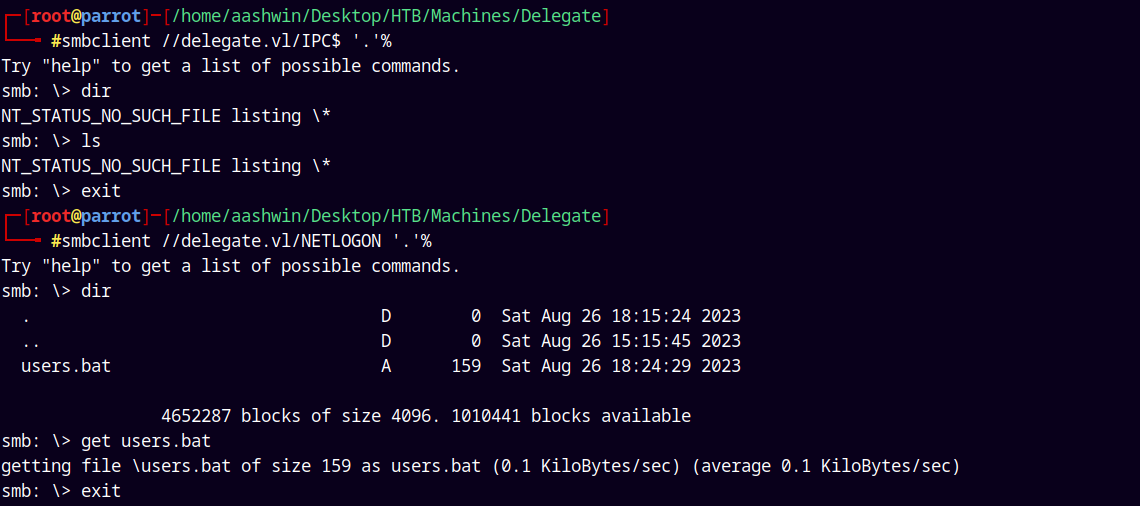 ┌─[root@parrot]─[/home/aashwin/Desktop/HTB/Machines/Delegate]
└──╼ #smbclient //delegate.vl/IPC$ '.'%
Try "help" to get a list of possible commands.
smb: \> dir
NT_STATUS_NO_SUCH_FILE listing \*
smb: \> ls
NT_STATUS_NO_SUCH_FILE listing \*
smb: \> exit
┌─[root@parrot]─[/home/aashwin/Desktop/HTB/Machines/Delegate]
└──╼ #smbclient //delegate.vl/NETLOGON '.'%
Try "help" to get a list of possible commands.
smb: \> dir
  .                                   D        0  Sat Aug 26 18:15:24 2023
  ..                                  D        0  Sat Aug 26 15:15:45 2023
  users.bat                           A      159  Sat Aug 26 18:24:29 2023
                4652287 blocks of size 4096. 1010441 blocks available
smb: \> get users.bat
getting file \users.bat of size 159 as users.bat (0.1 KiloBytes/sec) (average 0.1 KiloBytes/sec)
smb: \> exit